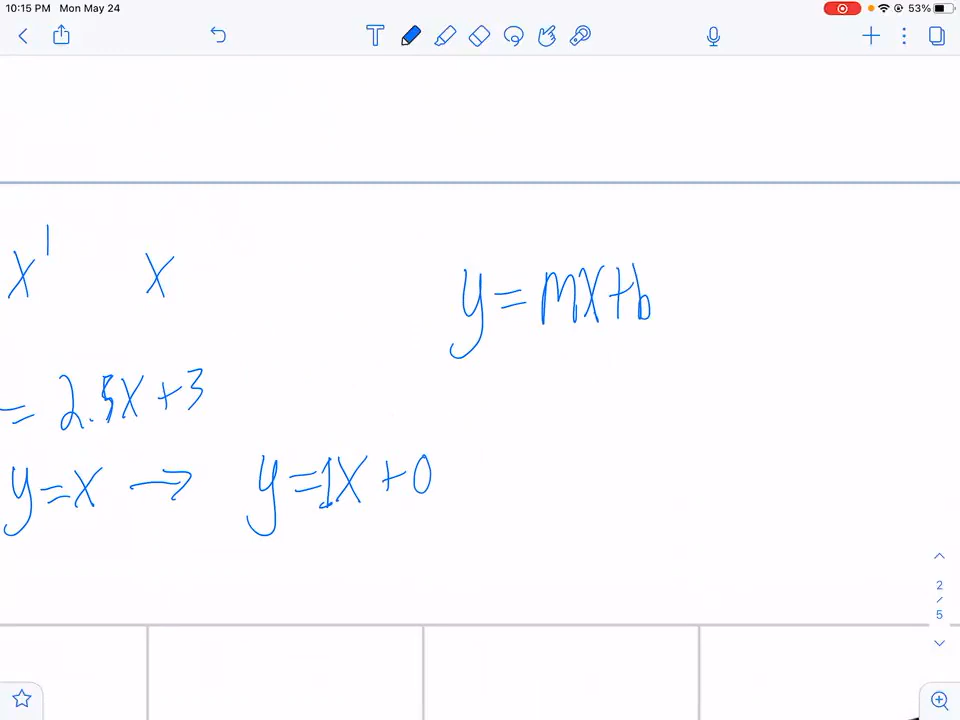 10:15 PM Mon May 24
53%
x¹ x
y = mx + b
= 2.5x + 3
y = x → y = 1x + 0
2
/
5